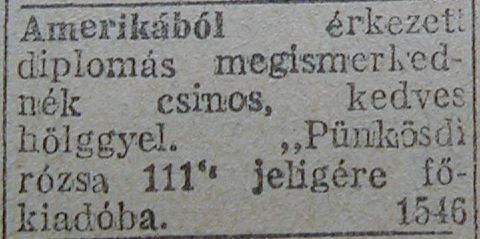 Amerikából érkezett
diplomás megismerked-
nék csinos, kedves
hölggyel. „Pünkösdi
rózsa 111“ jeligére fő-
kiadóba. 1546